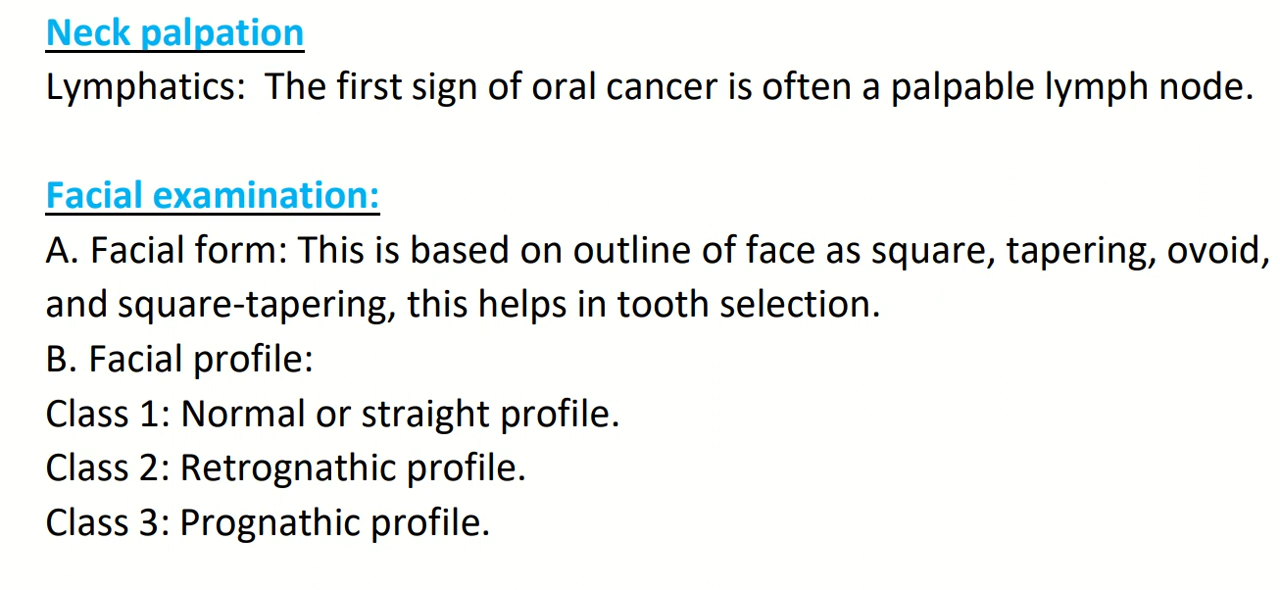 Neck palpation
Lymphatics:  The first sign of oral cancer is often a palpable lymph node.
Facial examination:
A. Facial form: This is based on outline of face as square, tapering, ovoid,
and square-tapering, this helps in tooth selection.
B. Facial profile:
Class 1: Normal or straight profile.
Class 2: Retrognathic profile.
Class 3: Prognathic profile.